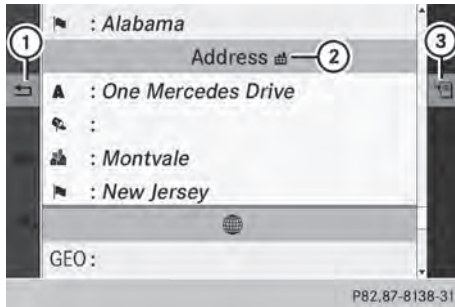 : Alabama
1
3
Address
2
A : One Mercedes Drive
:
: Montvale
: New Jersey
GEO:
P82.87-8138-31